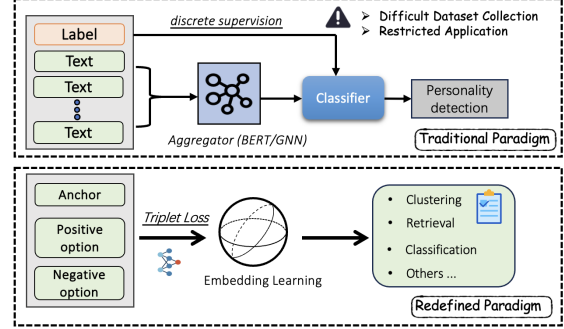 discrete supervision
➢ Difficult Dataset Collection
➢ Restricted Application
Label
Text
Text
Text
Aggregator (BERT/GNN)
Classifier
Personality
detection
Traditional Paradigm
Anchor
Positive
option
Negative
option
Triplet Loss
Embedding Learning
• Clustering
• Retrieval
• Classification
• Others ...
Redefined Paradigm